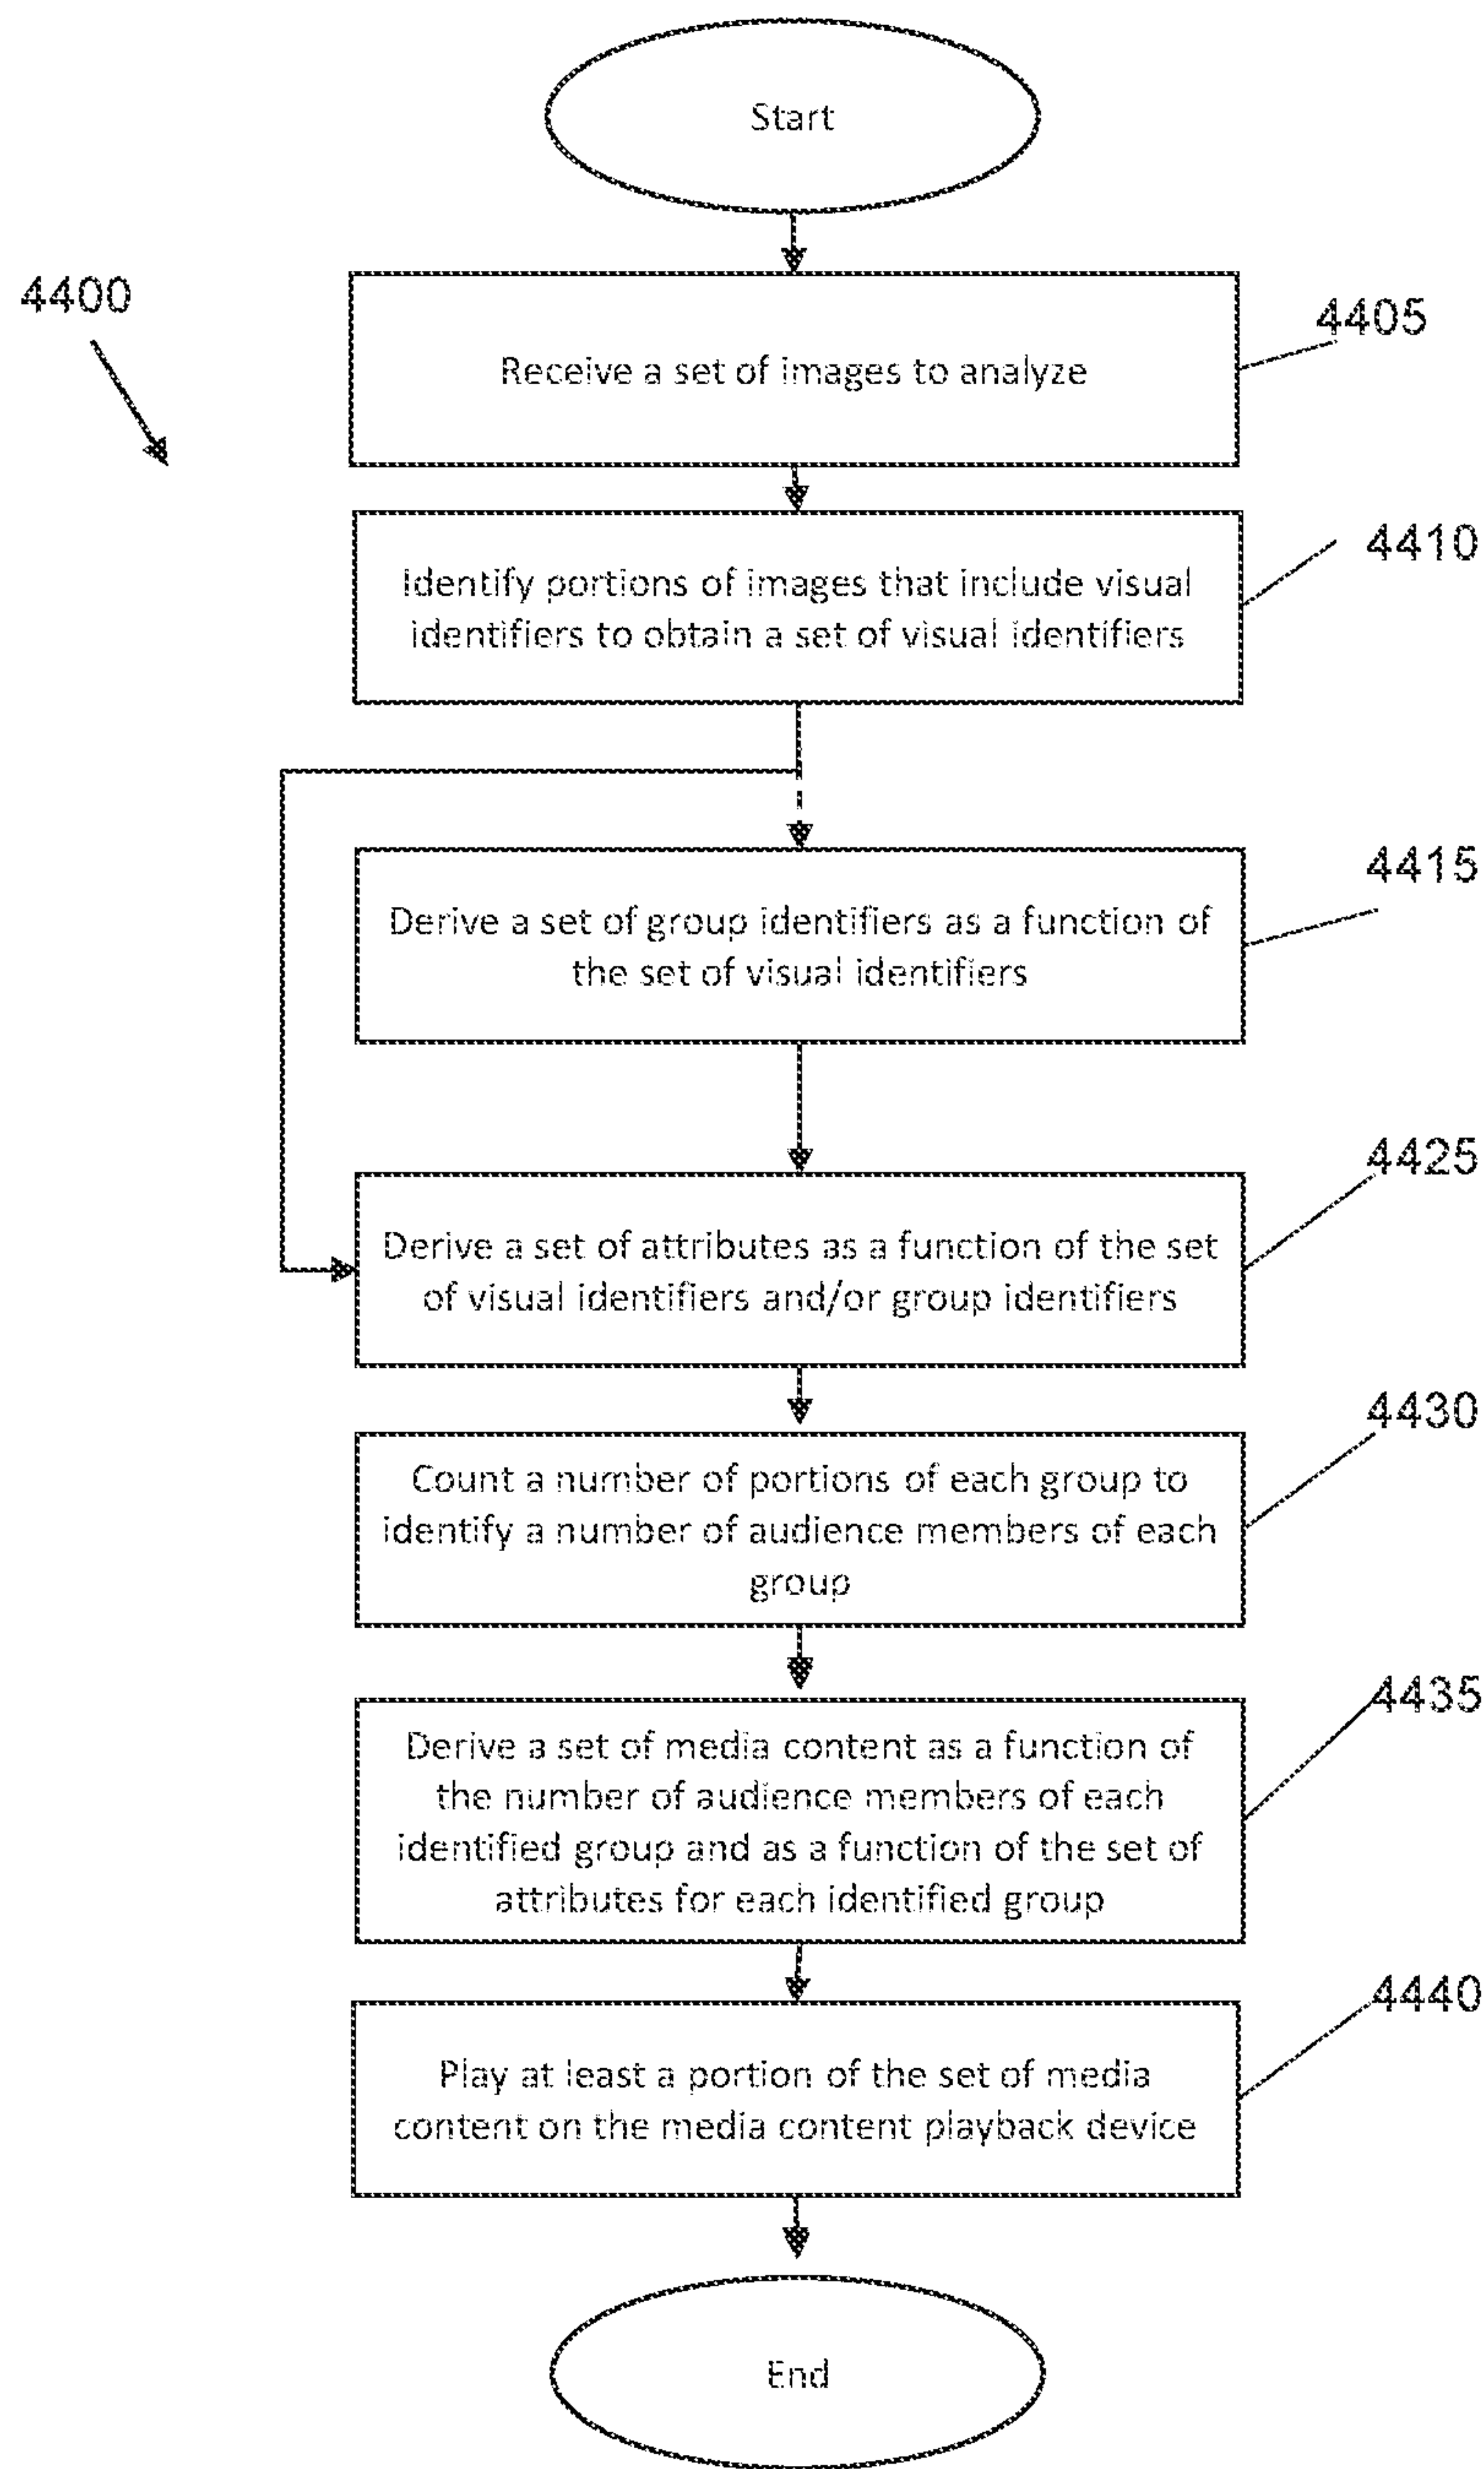 Start
4400
4405
Receive a set of images to analyze
4410
Identify portions of images that include visual
identifiers to obtain a set of visual identifiers
4415
Derive a set of group identifiers as a function of
the set of visual identifiers
4425
Derive a set of attributes as a function of the set
of visual identifiers and/or group identifiers
4430
Count a number of portions of each group to
identify a number of audience members of each
group
4435
Derive a set of media content as a function of
the number of audience members of each
identified group and as a function of the set of
attributes for each identified group
4440
Play at least a portion of the set of media
content on the media content playback device
End